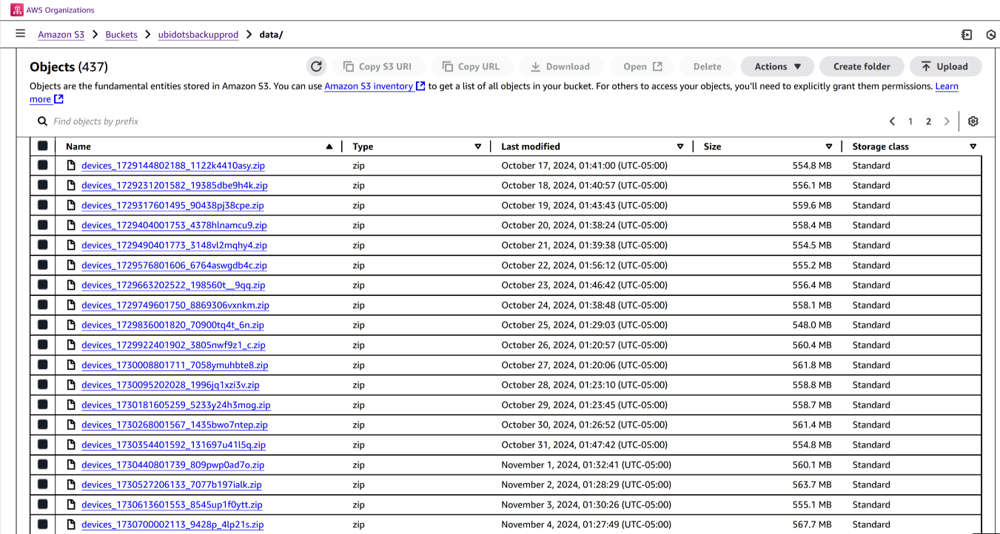 AWS Organizations
Amazon S3 > Buckets > ubidotsbackupprod > data/
Objects (437) Copy S3 URI Copy URL Download Open Delete Actions Create folder Upload
Objects are the fundamental entities stored in Amazon S3. You can use Amazon S3 inventory to get a list of all objects in your bucket. For others to access your objects, you'll need to explicitly grant them permissions. Learn
more
Find objects by prefix 1 2
Name Type Last modified Size Storage class
devices_1729144802188_1122k4410asy.zip zip October 17, 2024, 01:41:00 (UTC-05:00) 554.8 MB Standard
devices_1729231201582_19385dbe9h4k.zip zip October 18, 2024, 01:40:57 (UTC-05:00) 556.1 MB Standard
devices_1729317601495_90438pj38cpe.zip zip October 19, 2024, 01:43:43 (UTC-05:00) 559.6 MB Standard
devices_1729404001753_4378hlnamcu9.zip zip October 20, 2024, 01:38:24 (UTC-05:00) 558.4 MB Standard
devices_1729490401773_3148vl2mqhy4.zip zip October 21, 2024, 01:39:38 (UTC-05:00) 554.5 MB Standard
devices_1729576801606_6764aswgdb4c.zip zip October 22, 2024, 01:56:12 (UTC-05:00) 555.2 MB Standard
devices_1729663202522_198560t__9qq.zip zip October 23, 2024, 01:46:42 (UTC-05:00) 556.4 MB Standard
devices_1729749601750_8869306vxnkm.zip zip October 24, 2024, 01:38:48 (UTC-05:00) 558.1 MB Standard
devices_1729836001820_70900tq4t_6n.zip zip October 25, 2024, 01:29:03 (UTC-05:00) 548.0 MB Standard
devices_1729922401902_3805nwf9z1_c.zip zip October 26, 2024, 01:20:57 (UTC-05:00) 560.4 MB Standard
devices_1730008801711_7058ymuhbte8.zip zip October 27, 2024, 01:20:06 (UTC-05:00) 561.8 MB Standard
devices_1730095202028_1996jq1xzi3v.zip zip October 28, 2024, 01:23:10 (UTC-05:00) 558.8 MB Standard
devices_1730181605259_5233y24h3mog.zip zip October 29, 2024, 01:23:45 (UTC-05:00) 558.7 MB Standard
devices_1730268001567_1435bwo7ntep.zip zip October 30, 2024, 01:26:52 (UTC-05:00) 561.4 MB Standard
devices_1730354401592_131697u41l5q.zip zip October 31, 2024, 01:47:42 (UTC-05:00) 554.8 MB Standard
devices_1730440801739_809pwp0ad7o.zip zip November 1, 2024, 01:32:41 (UTC-05:00) 560.1 MB Standard
devices_1730527206133_7077b197ialk.zip zip November 2, 2024, 01:28:29 (UTC-05:00) 563.7 MB Standard
devices_1730613601553_8545up1f0ytt.zip zip November 3, 2024, 01:30:26 (UTC-05:00) 555.1 MB Standard
devices_1730700002113_9428p_4lp21s.zip zip November 4, 2024, 01:27:49 (UTC-05:00) 567.7 MB Standard